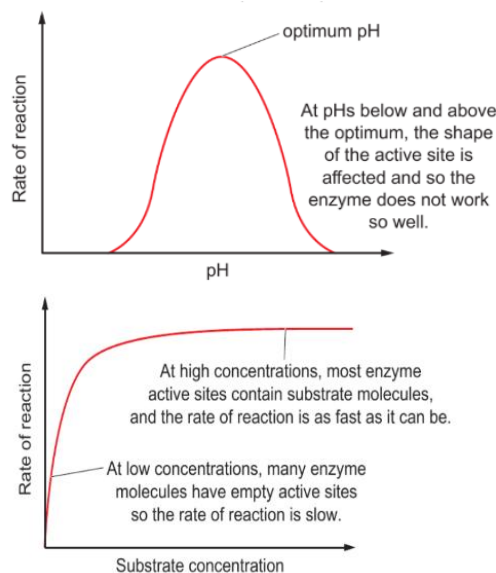 optimum pH
Rate of reaction
At pHs below and above
the optimum, the shape
of the active site is
affected and so the
enzyme does not work
so well.
pH
Rate of reaction
At high concentrations, most enzyme
active sites contain substrate molecules,
and the rate of reaction is as fast as it can be.
At low concentrations, many enzyme
molecules have empty active sites
so the rate of reaction is slow.
Substrate concentration